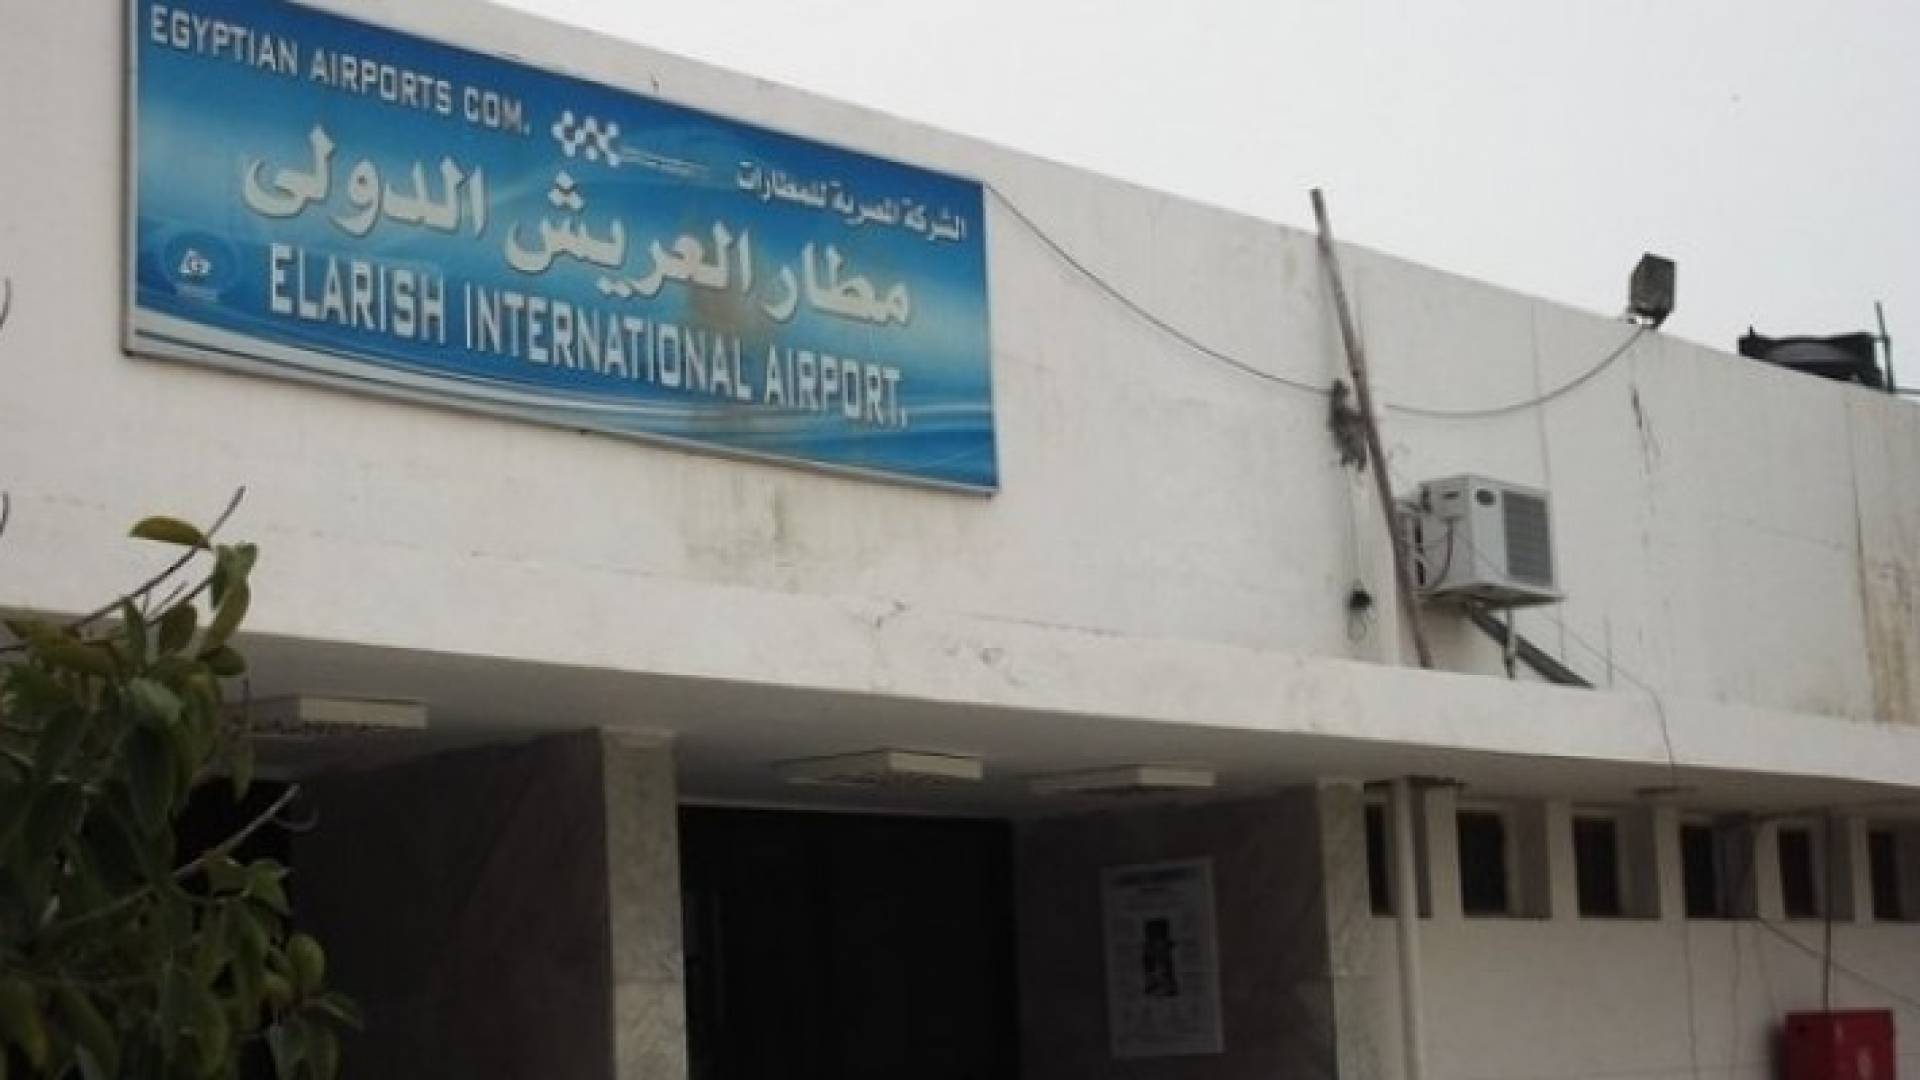 EGYPTIAN AIRPORTS COM.
الشركة المصرية للمطارات
مطار العريش الدولى
ELARISH INTERNATIONAL AIRPORT.